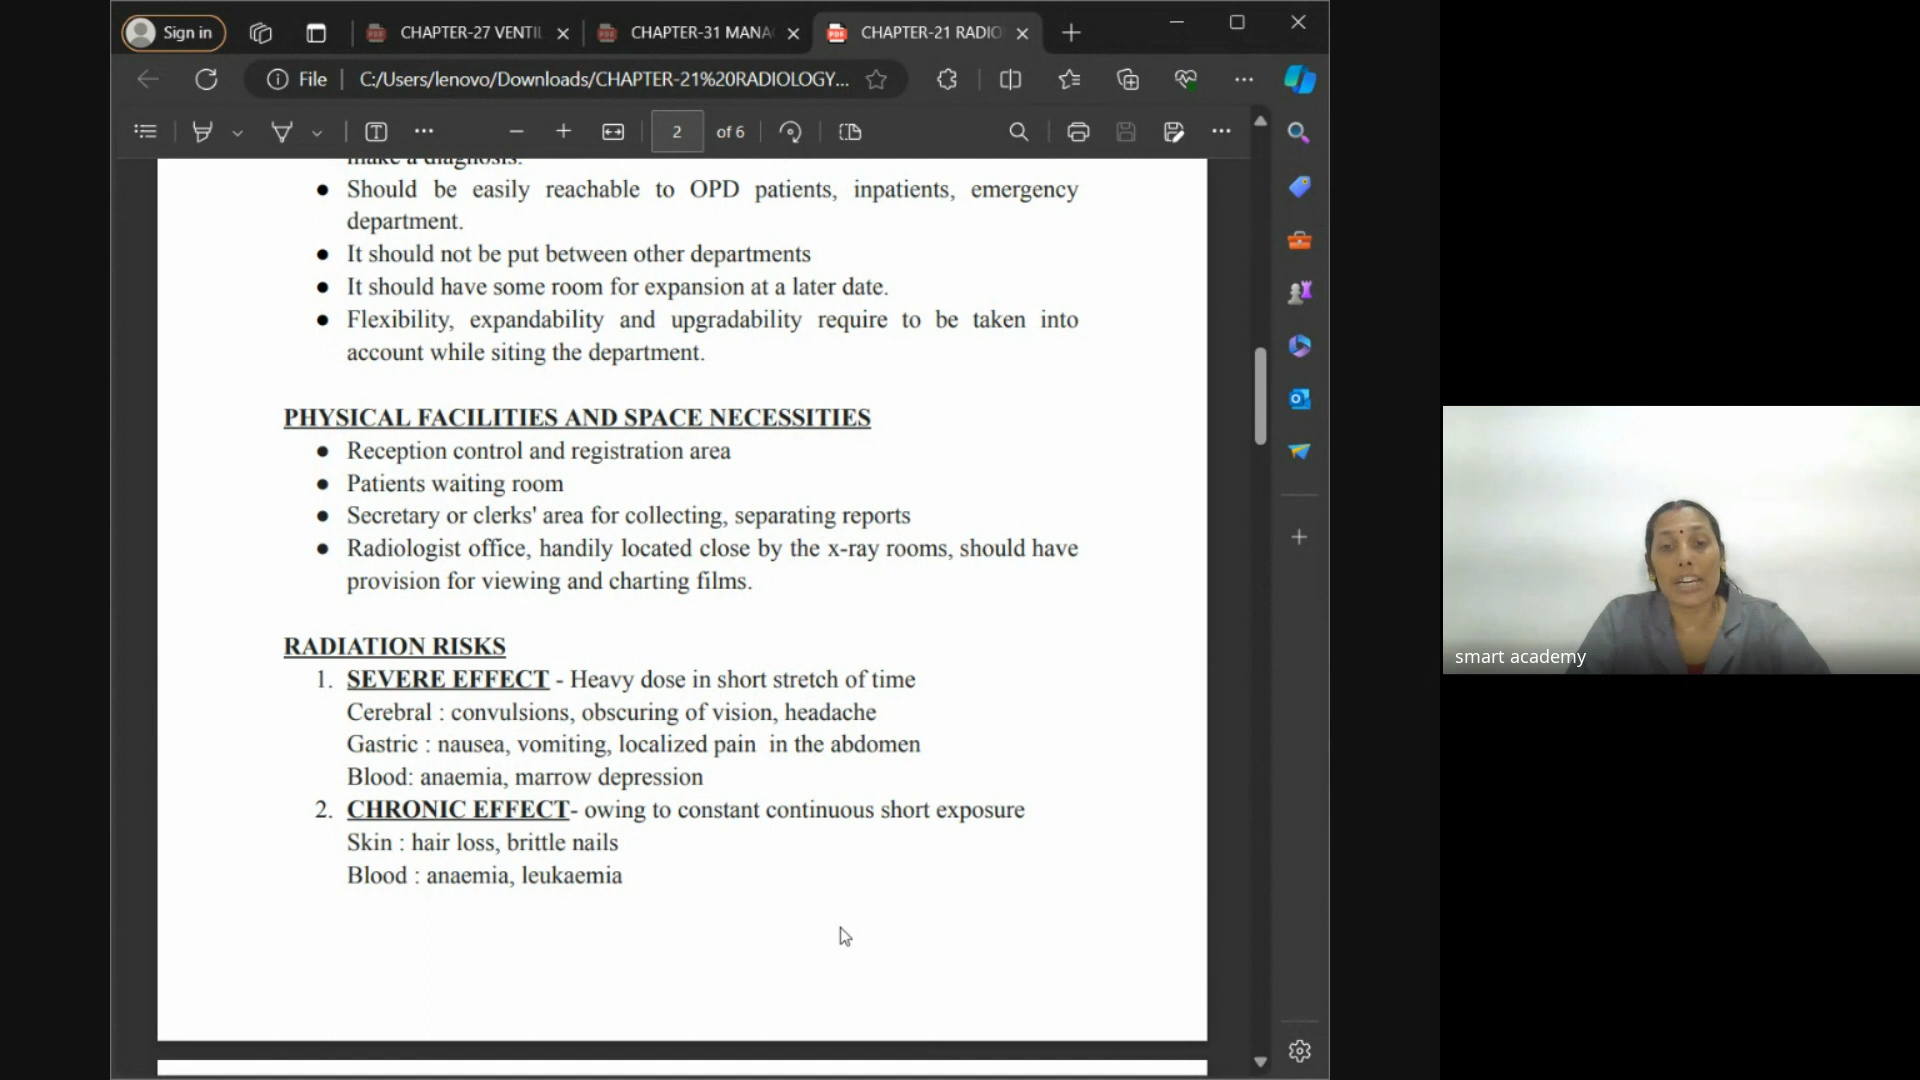 Sign in
CHAPTER-27 VENTIL
CHAPTER-31 MANA
CHAPTER-21 RADIO
File
C:/Users/lenovo/Downloads/CHAPTER-21%20RADIOLOGY...
2 of 6
make a diagnosis.
● Should be easily reachable to OPD patients, inpatients, emergency
department.
● It should not be put between other departments
● It should have some room for expansion at a later date.
● Flexibility, expandability and upgradability require to be taken into
account while siting the department.
PHYSICAL FACILITIES AND SPACE NECESSITIES
● Reception control and registration area
● Patients waiting room
● Secretary or clerks' area for collecting, separating reports
● Radiologist office, handily located close by the x-ray rooms, should have
provision for viewing and charting films.
RADIATION RISKS
1. SEVERE EFFECT - Heavy dose in short stretch of time
Cerebral : convulsions, obscuring of vision, headache
Gastric : nausea, vomiting, localized pain in the abdomen
Blood: anaemia, marrow depression
2. CHRONIC EFFECT- owing to constant continuous short exposure
Skin : hair loss, brittle nails
Blood : anaemia, leukaemia
smart academy